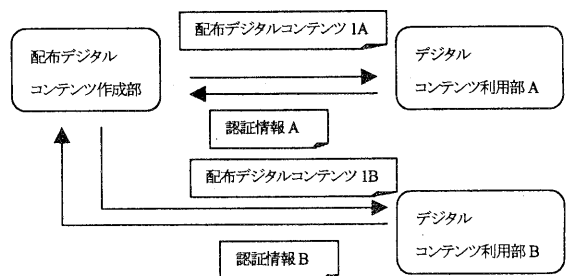 配布デジタルコンテンツ 1A
配布デジタル
コンテンツ作成部
デジタル
コンテンツ利用部 A
認証情報 A
配布デジタルコンテンツ 1B
デジタル
コンテンツ利用部 B
認証情報 B